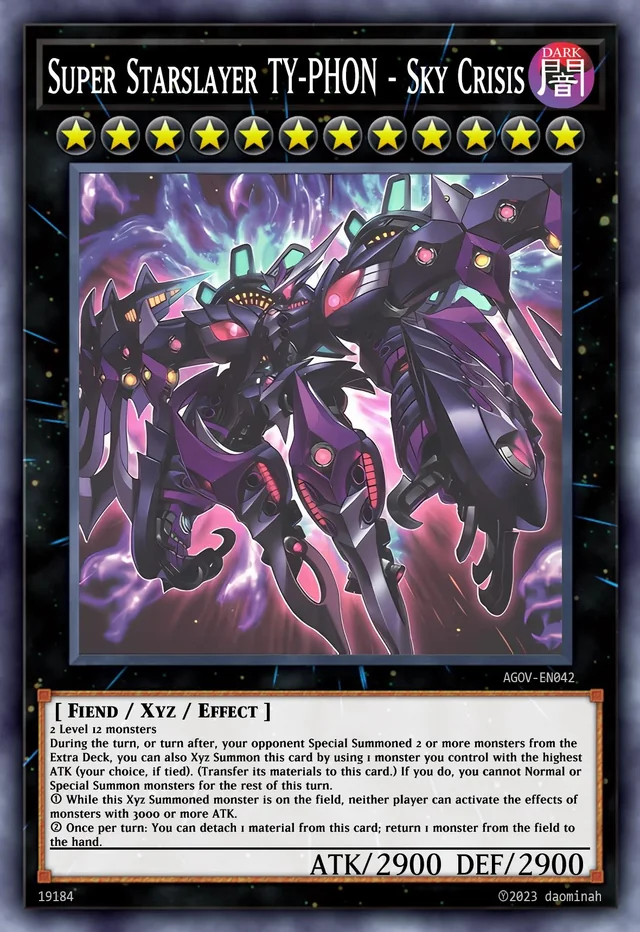 Super Starslayer TY-PHON - Sky Crisis
DARK
闇
AGOV-EN042
[ Fiend / Xyz / Effect ]
2 Level 12 monsters
During the turn, or turn after, your opponent Special Summoned 2 or more monsters from the
Extra Deck, you can also Xyz Summon this card by using 1 monster you control with the highest
ATK (your choice, if tied). (Transfer its materials to this card.) If you do, you cannot Normal or
Special Summon monsters for the rest of this turn.
① While this Xyz Summoned monster is on the field, neither player can activate the effects of
monsters with 3000 or more ATK.
② Once per turn: You can detach 1 material from this card; return 1 monster from the field to
the hand.
ATK/2900 DEF/2900
19184
Ⓨ2023 daominah